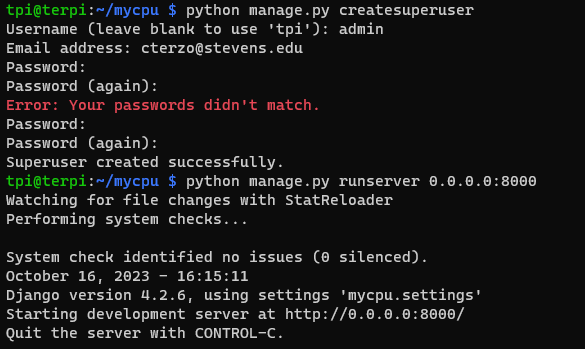 tpi@terpi:~/mycpu $ python manage.py createsuperuser
Username (leave blank to use 'tpi'): admin
Email address: cterzo@stevens.edu
Password:
Password (again):
Error: Your passwords didn't match.
Password:
Password (again):
Superuser created successfully.
tpi@terpi:~/mycpu $ python manage.py runserver 0.0.0.0:8000
Watching for file changes with StatReloader
Performing system checks...

System check identified no issues (0 silenced).
October 16, 2023 - 16:15:11
Django version 4.2.6, using settings 'mycpu.settings'
Starting development server at http://0.0.0.0:8000/
Quit the server with CONTROL-C.